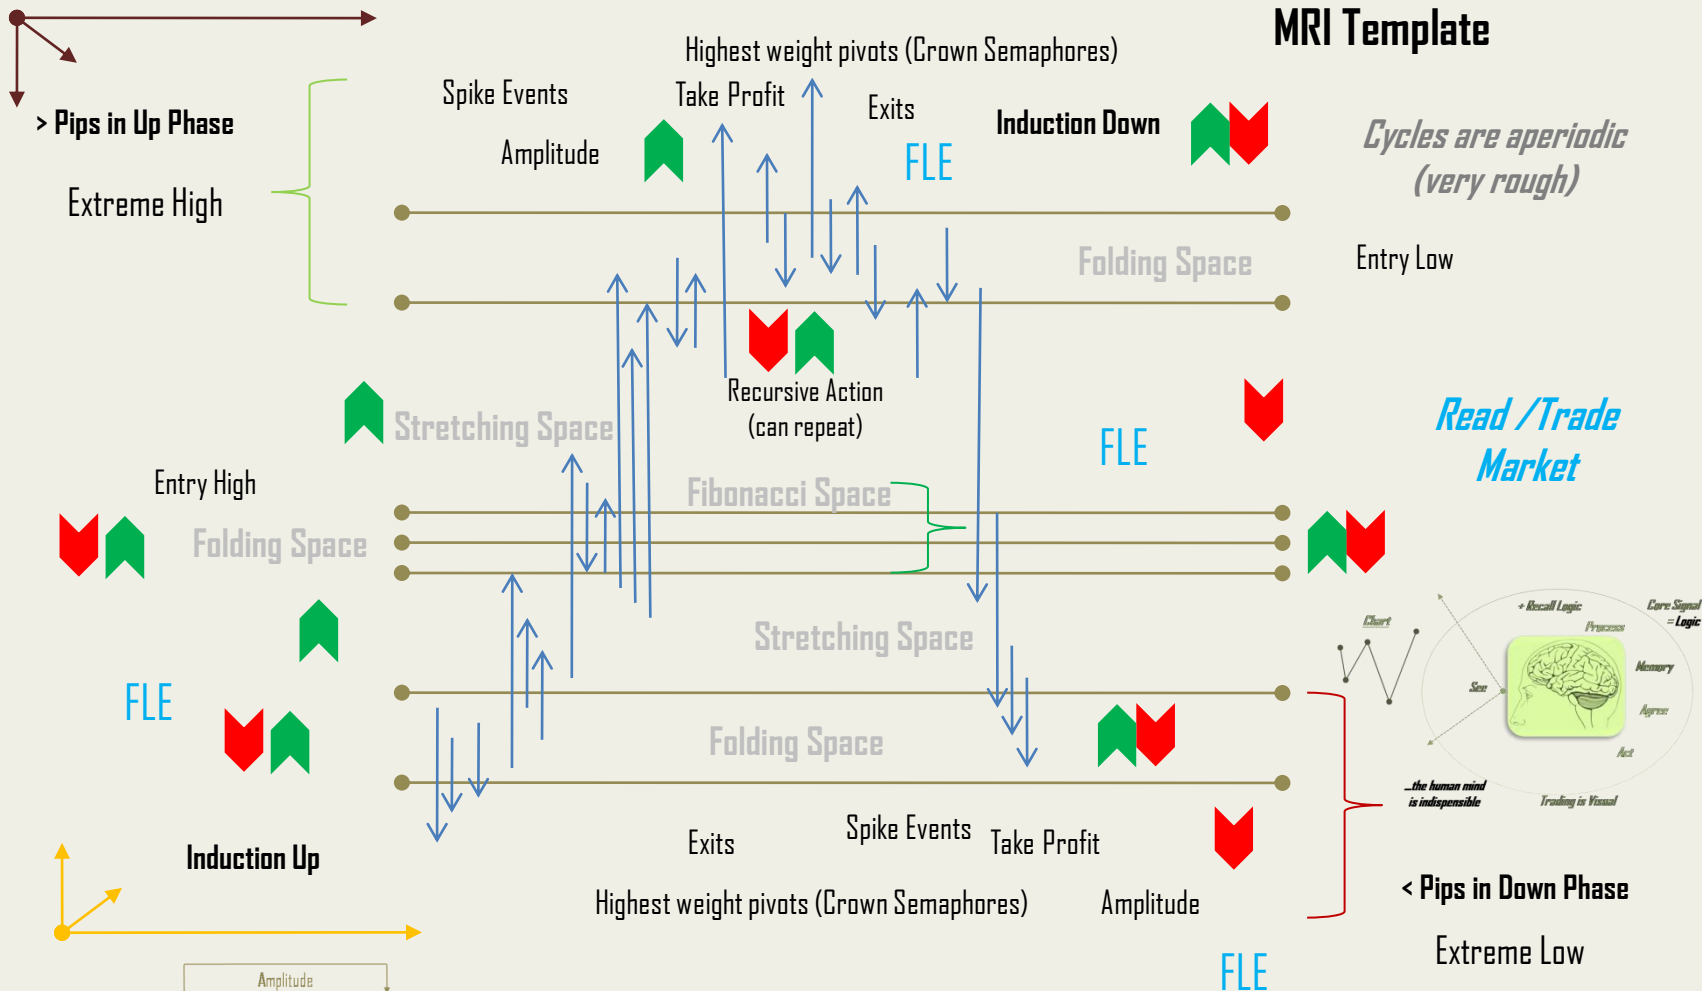 MRI Template
Highest weight pivots (Crown Semaphores)
Spike Events
Take Profit
Exits
> Pips in Up Phase
Induction Down
Cycles are aperiodic
(very rough)
Amplitude
FLE
Extreme High
Folding Space
Entry Low
Recursive Action
(can repeat)
Stretching Space
Read /Trade
Market
FLE
Entry High
Fibonacci Space
Folding Space
+ Recall Logic
Core Signal
= Logic
Chart
Process
Stretching Space
Memory
See
FLE
Agree
Folding Space
Act
...the human mind
is indispensible
Trading is Visual
Exits
Spike Events
Take Profit
Induction Up
< Pips in Down Phase
Highest weight pivots (Crown Semaphores)
Amplitude
Extreme Low
FLE
Amplitude